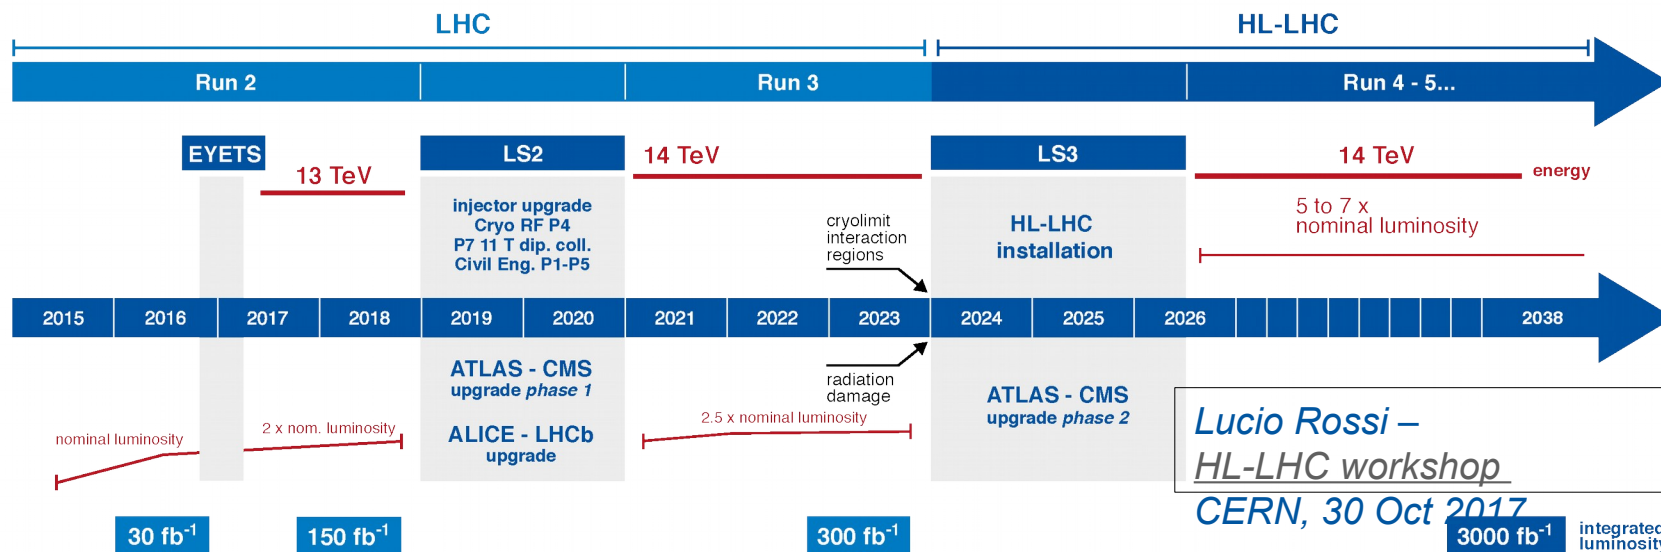 LHC
HL-LHC
Run 2
Run 3
Run 4 - 5...
EYETS
13 TeV
LS2
14 TeV
LS3
14 TeV
energy
injector upgrade
Cryo RF P4
P7 11 T dip. coll.
Civil Eng. P1-P5
cryolimit
interaction
regions
HL-LHC
installation
5 to 7 x
nominal luminosity
2015 2016 2017 2018 2019 2020 2021 2022 2023 2024 2025 2026 2038
ATLAS - CMS
upgrade phase 1
ALICE - LHCb
upgrade
radiation
damage
ATLAS - CMS
upgrade phase 2
nominal luminosity
2 x nom. luminosity
2.5 x nominal luminosity
Lucio Rossi –
HL-LHC workshop
CERN, 30 Oct 2017
30 fb⁻¹
150 fb⁻¹
300 fb⁻¹
3000 fb⁻¹
integrated
luminosity